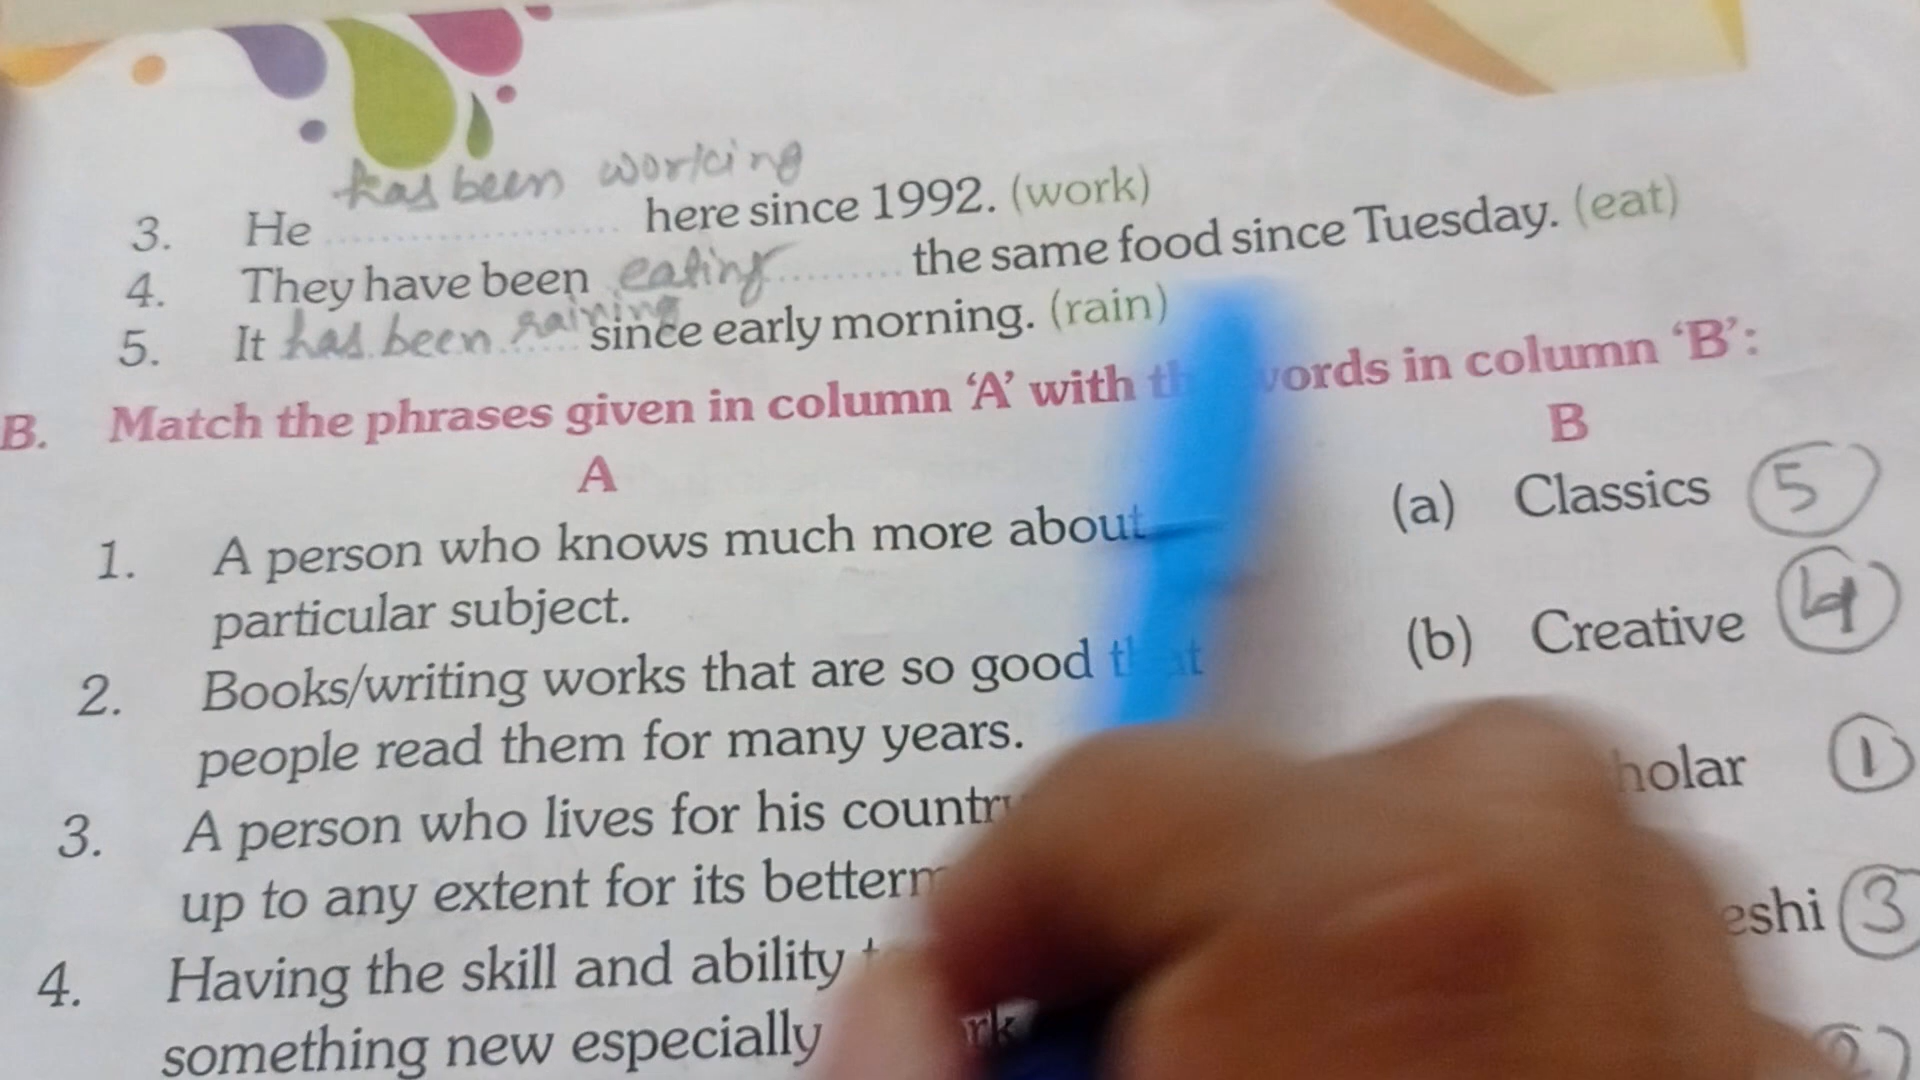 has been working
3. He .................... here since 1992. (work)
4. They have been eating ......... the same food since Tuesday. (eat)
5. It has been raining since early morning. (rain)
B. Match the phrases given in column ‘A’ with in column ‘B’:
A B
1. A person who knows much more about (a) Classics 5
particular subject.
2. Books/writing works that are so good that (b) Creative 4
people read them for many years.
holar 1
3. A person who lives for his country
up to any extent for its eshi 3
4. Having the skill and ability
something new especially